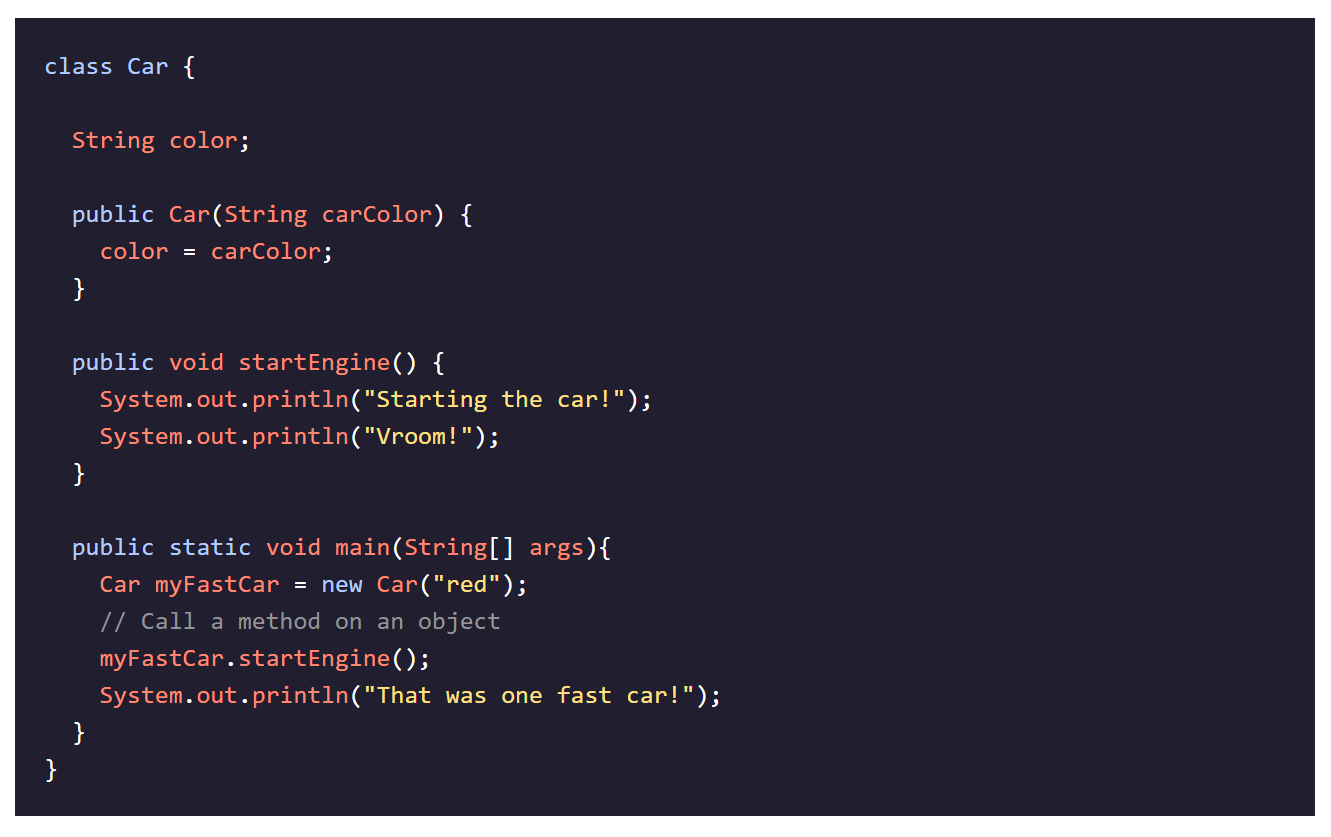 class Car {
String color;
public Car(String carColor) {
color = carColor;
}
public void startEngine() {
System.out.println("Starting the car!");
System.out.println("Vroom!");
}
public static void main(String[] args){
Car myFastCar = new Car("red");
// Call a method on an object
myFastCar.startEngine();
System.out.println("That was one fast car!");
}
}